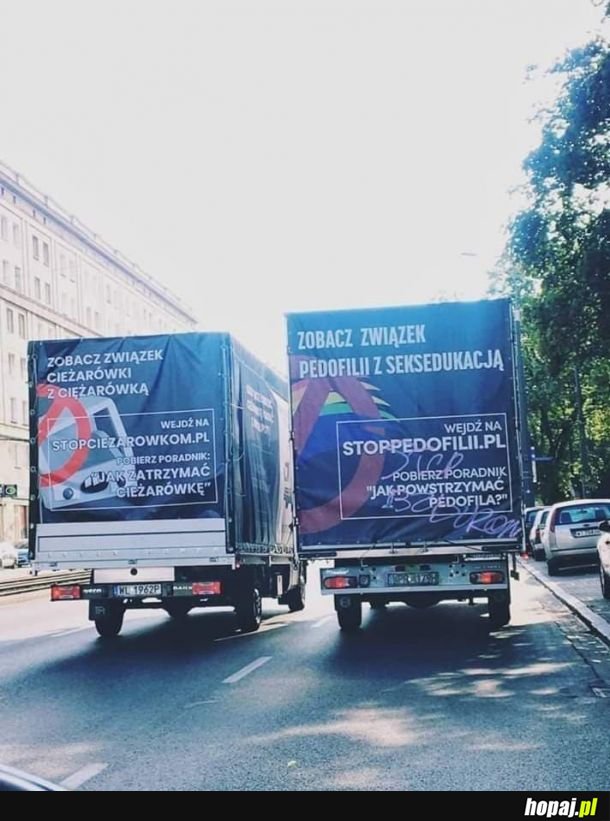 ZOBACZ ZWIĄZEK
CIEŻARÓWKI
Z CIĘŻARÓWKĄ
WEJDŹ NA
STOPCIEZAROWKOM.PL
POBIERZ PORADNIK:
"JAK ZATRZYMAĆ
CIĘŻARÓWKĘ"
WL 1962P
ZOBACZ ZWIĄZEK
PEDOFILII Z SEKSEDUKACJĄ
WEJDŹ NA
STOPPEDOFILII.PL
POBIERZ PORADNIK
"JAK POWSTRZYMAĆ
PEDOFILA?"
hopaj.pl